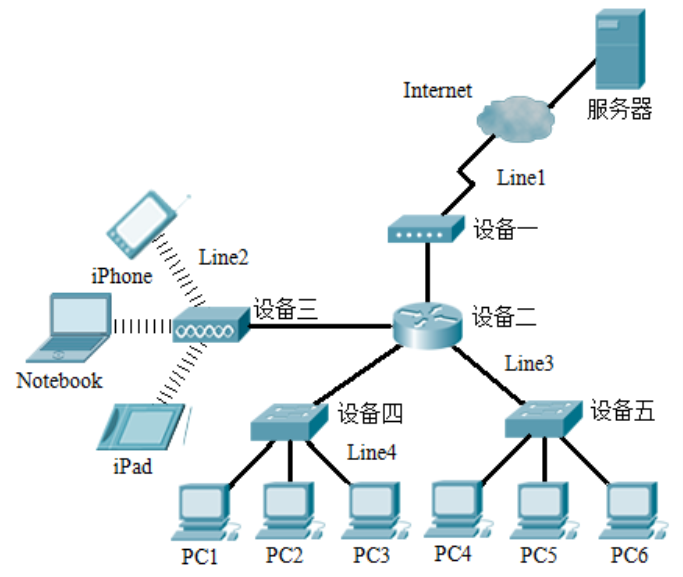 Internet
服务器
Line1
设备一
iPhone
Line2
设备三
设备二
Notebook
Line3
设备四
设备五
iPad
Line4
PC1
PC2
PC3
PC4
PC5
PC6